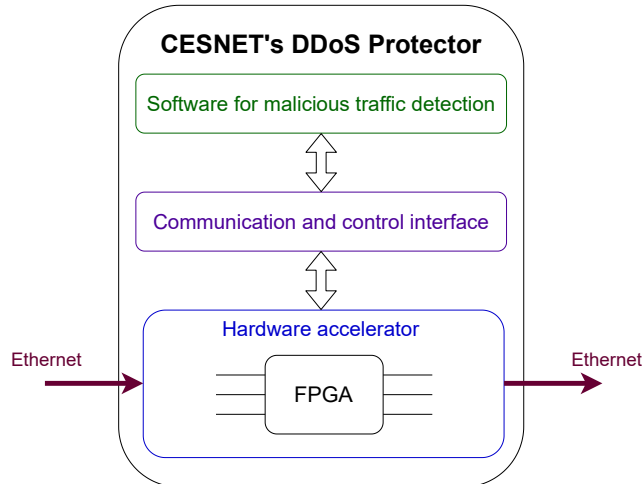 CESNET's DDoS Protector
Software for malicious traffic detection
Communication and control interface
Hardware accelerator
Ethernet
Ethernet
FPGA